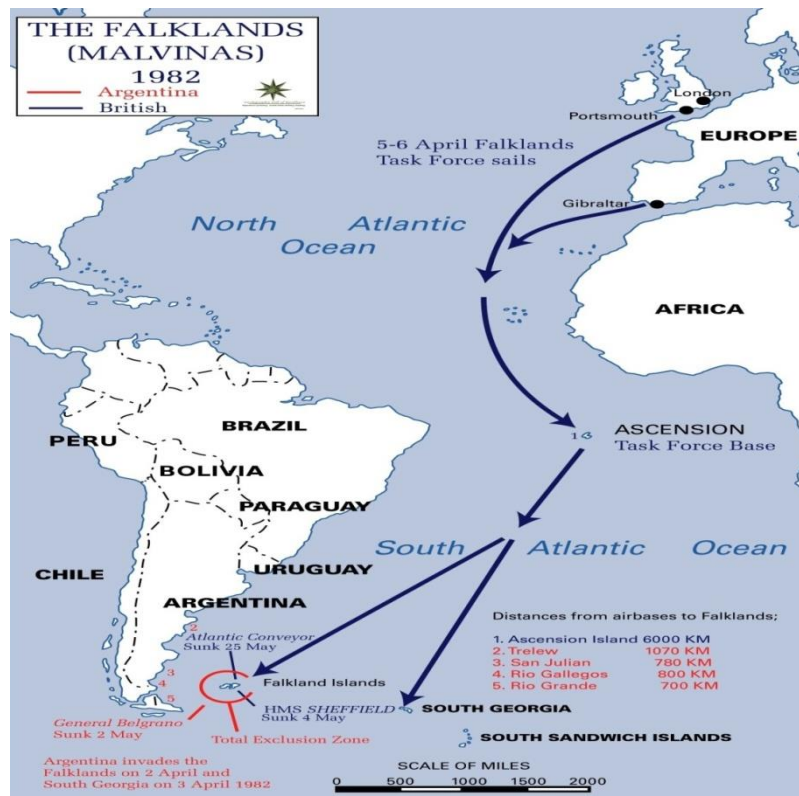 THE FALKLANDS
(MALVINAS)
1982
Argentina
British
London
Portsmouth
EUROPE
5-6 April Falklands
Task Force sails
Gibraltar
North Atlantic
Ocean
AFRICA
BRAZIL
PERU
ASCENSION
1
Task Force Base
BOLIVIA
PARAGUAY
South Atlantic Ocean
URUGUAY
CHILE
ARGENTINA
Distances from airbases to Falklands;
1. Ascension Island 6000 KM
2. Trelew 1070 KM
3. San Julian 780 KM
4. Rio Gallegos 800 KM
5. Rio Grande 700 KM
2
Atlantic Conveyor
Sunk 25 May
3
4
5
Falkland Islands
HMS SHEFFIELD
Sunk 4 May
SOUTH GEORGIA
General Belgrano
Sunk 2 May
Total Exclusion Zone
SOUTH SANDWICH ISLANDS
Argentina invades the
Falklands on 2 April and
South Georgia on 3 April 1982
SCALE OF MILES
0 500 1000 1500 2000